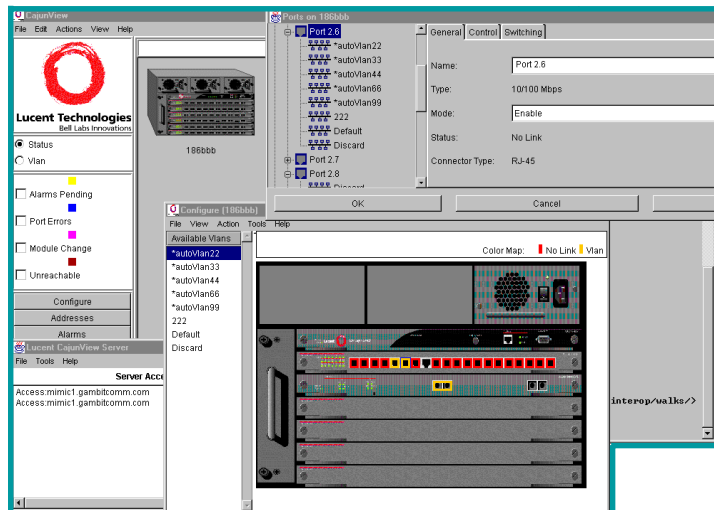 CajunView
File Edit Actions View Help
Lucent Technologies
Bell Labs Innovations
Status
Vlan
Alarms Pending
Port Errors
Module Change
Unreachable
Configure
Addresses
Alarms
186bbb
Ports on 186bbb
Port 2.6
*autoVlan22
*autoVlan33
*autoVlan44
*autoVlan66
*autoVlan99
222
Default
Discard
Port 2.7
Port 2.8
General Control Switching
Name: Port 2.6
Type: 10/100 Mbps
Mode: Enable
Status: No Link
Connector Type: RJ-45
OK Cancel
Configure (186bbb)
File View Action Tools Help
Available Vlans
*autoVlan22
*autoVlan33
*autoVlan44
*autoVlan66
*autoVlan99
222
Default
Discard
Color Map: No Link Vlan
Lucent CajunView Server
File Tools Help
Server Acce
Access:mimic1.gambitcomm.com
Access:mimic1.gambitcomm.com
interop/walks/>